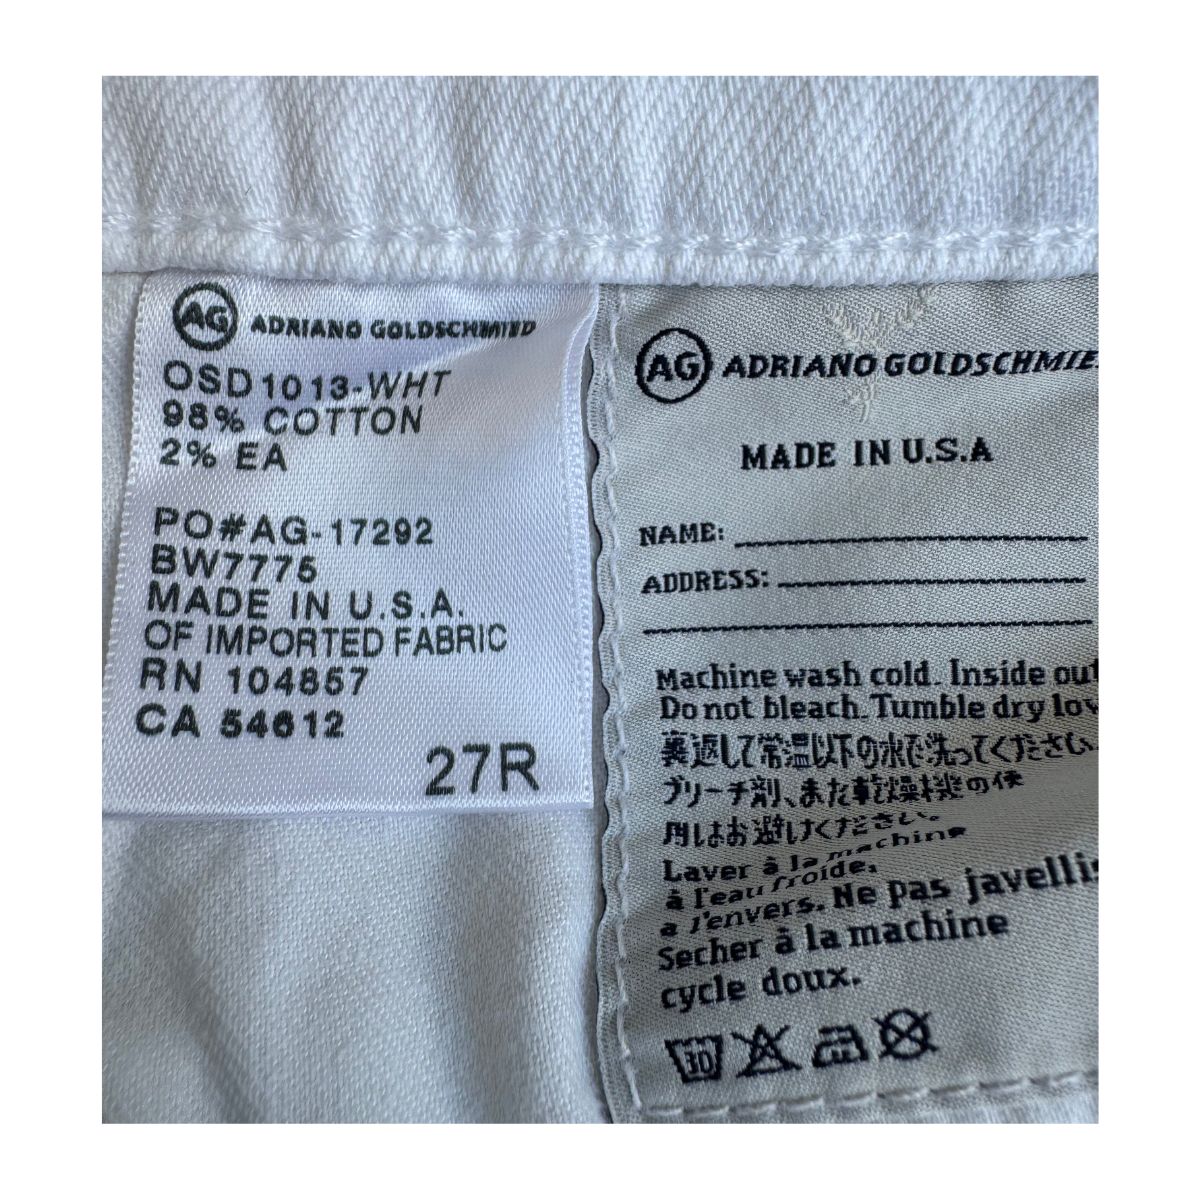 AG ADRIANO GOLDSCHMIED
OSD1013-WHT
98% COTTON
2% EA
PO#AG-17292
BW7775
MADE IN U.S.A.
OF IMPORTED FABRIC
RN 104857
CA 54612
27R
AG ADRIANO GOLDSCHMIE
MADE IN U.S.A
NAME:
ADDRESS:
Machine wash cold. Inside out
Do not bleach. Tumble dry low
裏返して常温以下の水で洗ってください
ブリーチ剤、また乾燥機の使
用はお避けください。
Laver à la machine
à l'eau froide,
a l'envers. Ne pas javellis
Secher à la machine
cycle doux.
30